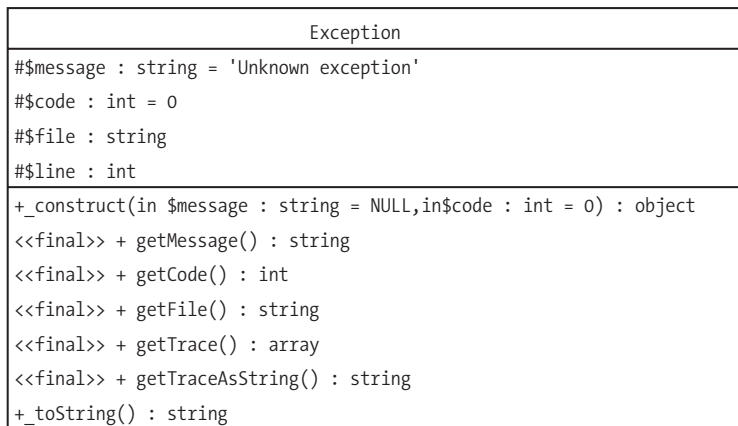 Exception
#$message : string = 'Unknown exception'
#$code : int = 0
#$file : string
#$line : int
+_construct(in $message : string = NULL,in$code : int = 0) : object
<<final>> + getMessage() : string
<<final>> + getCode() : int
<<final>> + getFile() : string
<<final>> + getTrace() : array
<<final>> + getTraceAsString() : string
+_toString() : string